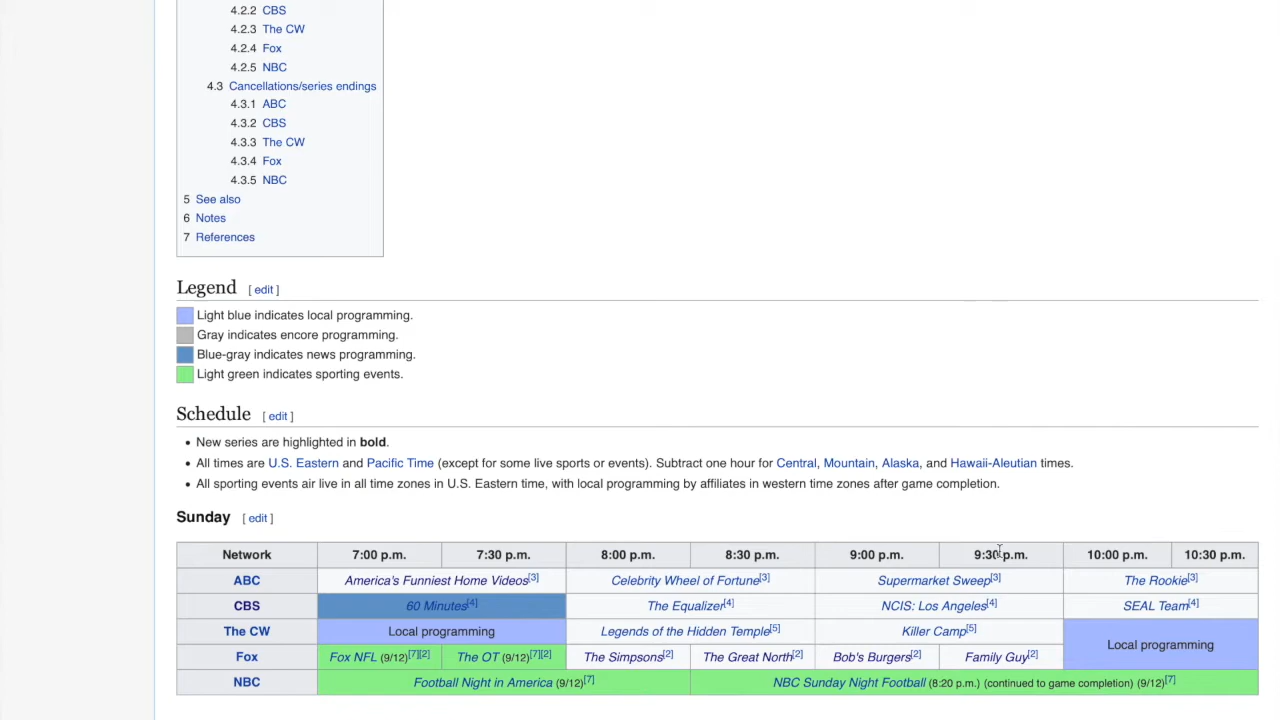 4.2.2 CBS
4.2.3 The CW
4.2.4 Fox
4.2.5 NBC
4.3 Cancellations/series endings
4.3.1 ABC
4.3.2 CBS
4.3.3 The CW
4.3.4 Fox
4.3.5 NBC
5 See also
6 Notes
7 References
Legend [ edit ]
Light blue indicates local programming.
Gray indicates encore programming.
Blue-gray indicates news programming.
Light green indicates sporting events.
Schedule [ edit ]
• New series are highlighted in bold.
• All times are U.S. Eastern and Pacific Time (except for some live sports or events). Subtract one hour for Central, Mountain, Alaska, and Hawaii-Aleutian times.
• All sporting events air live in all time zones in U.S. Eastern time, with local programming by affiliates in western time zones after game completion.
Sunday [ edit ]
Network 7:00 p.m. 7:30 p.m. 8:00 p.m. 8:30 p.m. 9:00 p.m. 9:30 p.m. 10:00 p.m. 10:30 p.m.
ABC America's Funniest Home Videos[3] Celebrity Wheel of Fortune[3] Supermarket Sweep[3] The Rookie[3]
CBS 60 Minutes[4] The Equalizer[4] NCIS: Los Angeles[4] SEAL Team[4]
The CW Local programming Legends of the Hidden Temple[5] Killer Camp[5] Local programming
Fox Fox NFL (9/12)[7][2] The OT (9/12)[7][2] The Simpsons[2] The Great North[2] Bob's Burgers[2] Family Guy[2]
NBC Football Night in America (9/12)[7] NBC Sunday Night Football (8:20 p.m.) (continued to game completion) (9/12)[7]